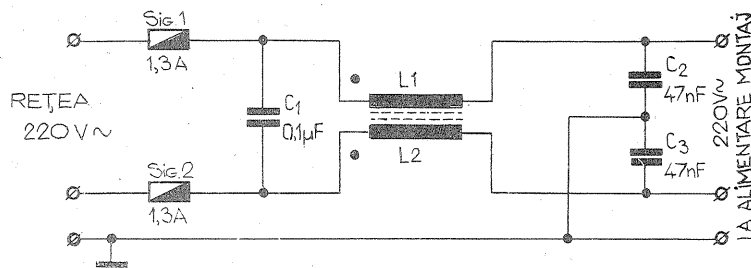 Sig.1
1,3A
REȚEA
220V~
C1
0,1µF
L1
L2
Sig.2
1,3A
C2
47nF
C3
47nF
220V~
LA ALIMENTARE MONTAJ